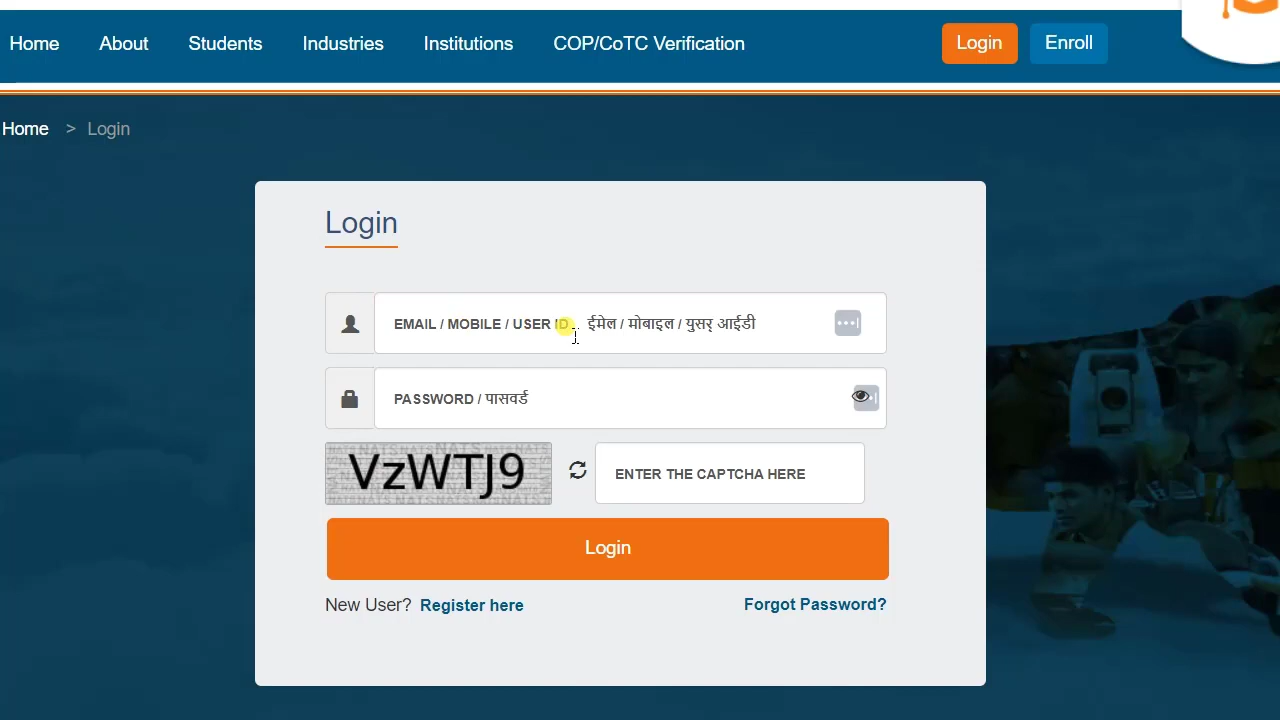 Home About Students Industries Institutions COP/CoTC Verification Login Enroll
Home > Login
Login
EMAIL / MOBILE / USER ID ईमेल / मोबाइल / युसर् आईडी
PASSWORD / पासवर्ड
VzWTJ9 ENTER THE CAPTCHA HERE
Login
New User? Register here Forgot Password?